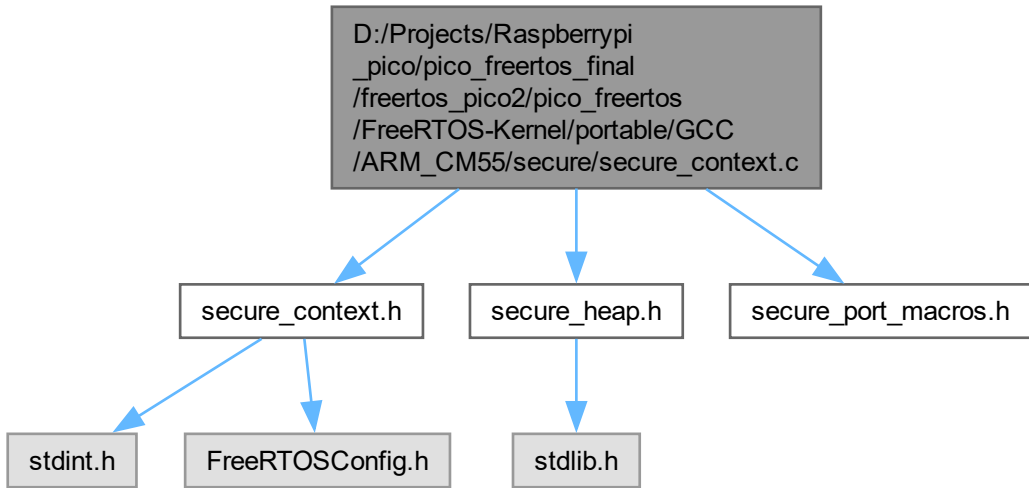 D:/Projects/Raspberrypi
_pico/pico_freertos_final
/freertos_pico2/pico_freertos
/FreeRTOS-Kernel/portable/GCC
/ARM_CM55/secure/secure_context.c
secure_context.h
secure_heap.h
secure_port_macros.h
stdint.h
FreeRTOSConfig.h
stdlib.h